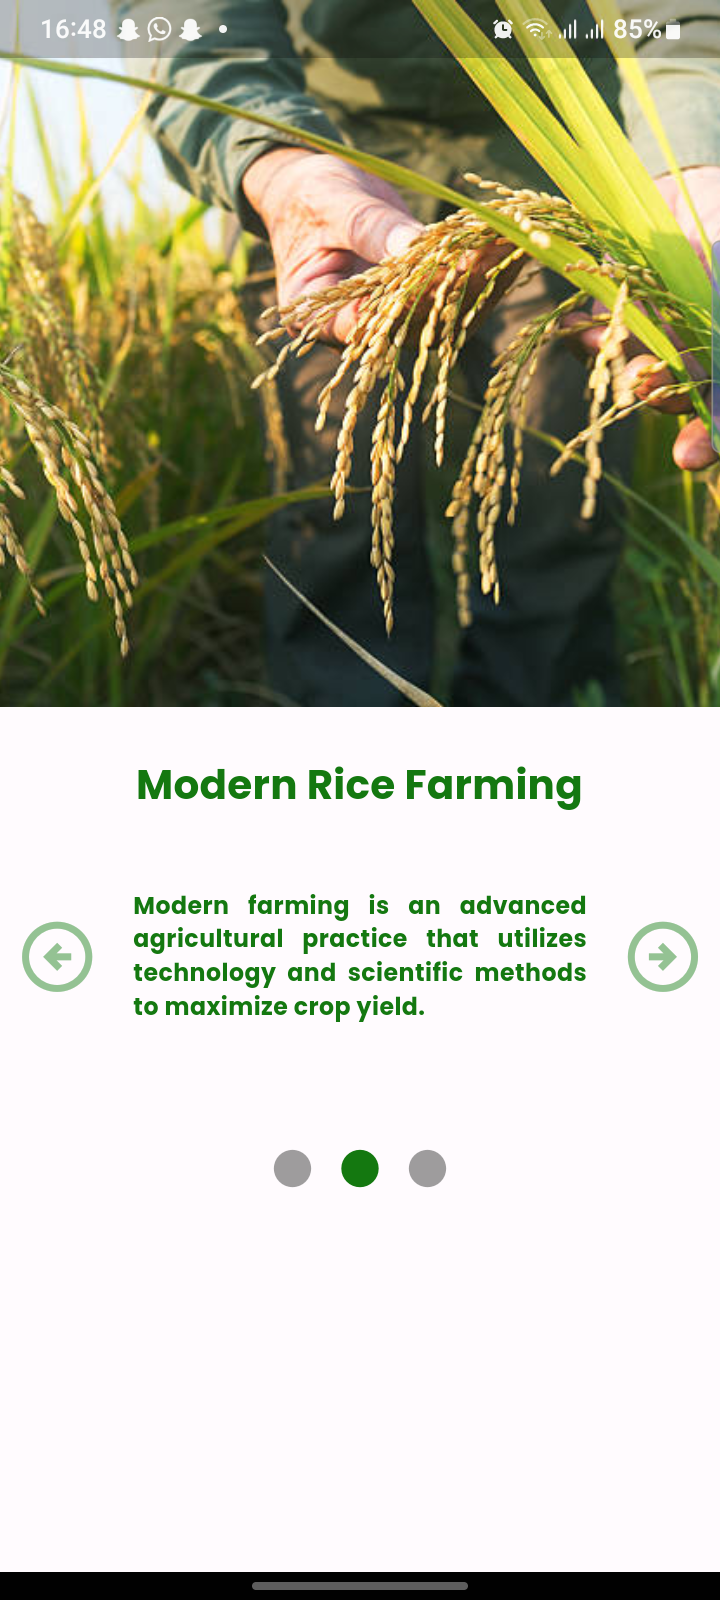 16:48
85%
Modern Rice Farming
Modern farming is an advanced
agricultural practice that utilizes
technology and scientific methods
to maximize crop yield.